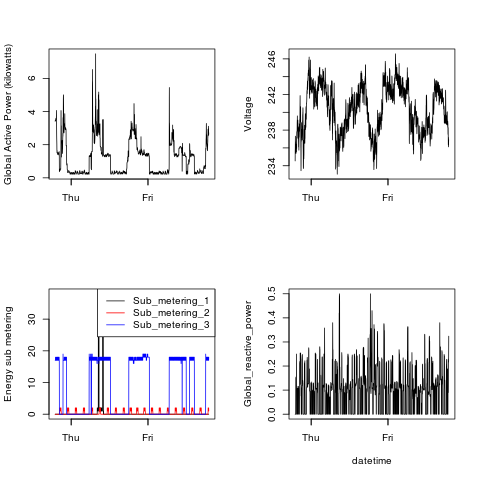 Global Active Power (kilowatts)
0 2 4 6
Thu Fri
Voltage
234 238 242 246
Thu Fri
Energy sub metering
0 10 20 30
Sub_metering_1
Sub_metering_2
Sub_metering_3
Thu Fri
Global_reactive_power
0.0 0.1 0.2 0.3 0.4 0.5
Thu Fri
datetime